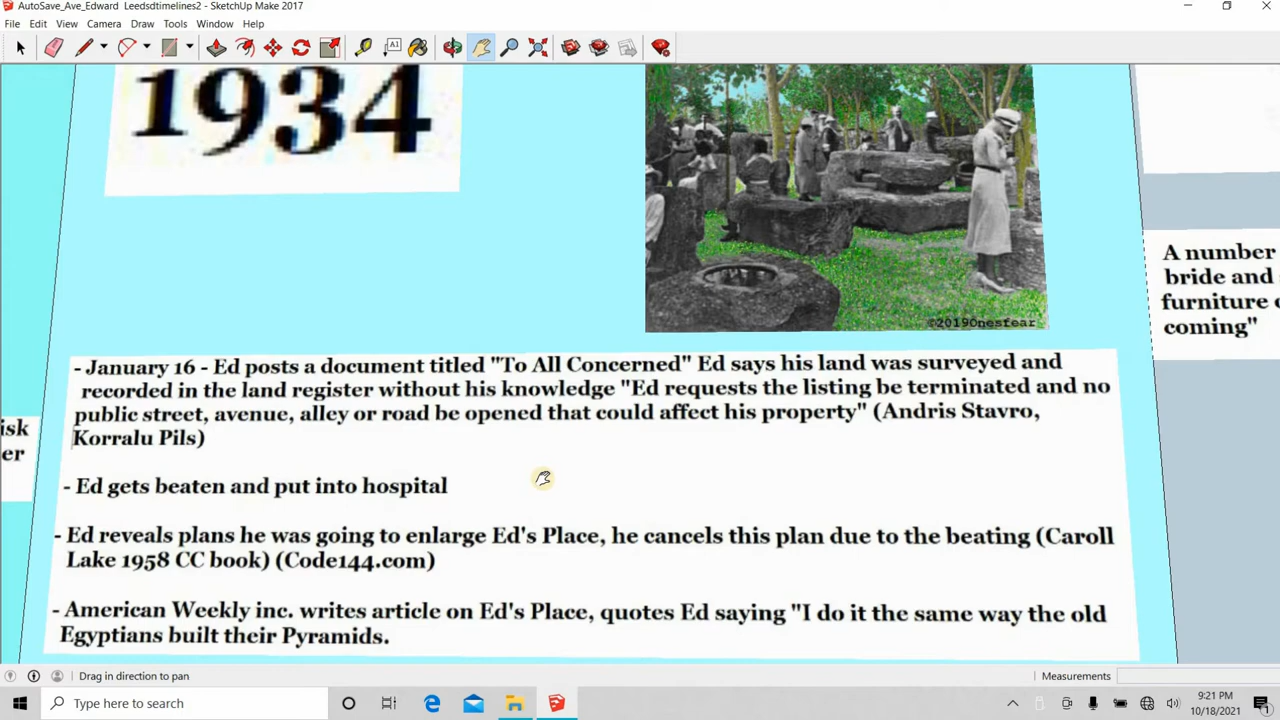 AutoSave_Ave_Edward Leedsdtimelines2 - SketchUp Make 2017
File Edit View Camera Draw Tools Window Help
A1
1934
©2019Onesfear
A number
bride and
furniture
coming"
- January 16 - Ed posts a document titled "To All Concerned" Ed says his land was surveyed and
recorded in the land register without his knowledge "Ed requests the listing be terminated and no
public street, avenue, alley or road be opened that could affect his property" (Andris Stavro,
Korralu Pils)
isk
er
- Ed gets beaten and put into hospital
- Ed reveals plans he was going to enlarge Ed's Place, he cancels this plan due to the beating (Caroll
Lake 1958 CC book) (Code144.com)
- American Weekly inc. writes article on Ed's Place, quotes Ed saying "I do it the same way the old
Egyptians built their Pyramids.
Drag in direction to pan
Measurements
Type here to search
9:21 PM
10/18/2021
1